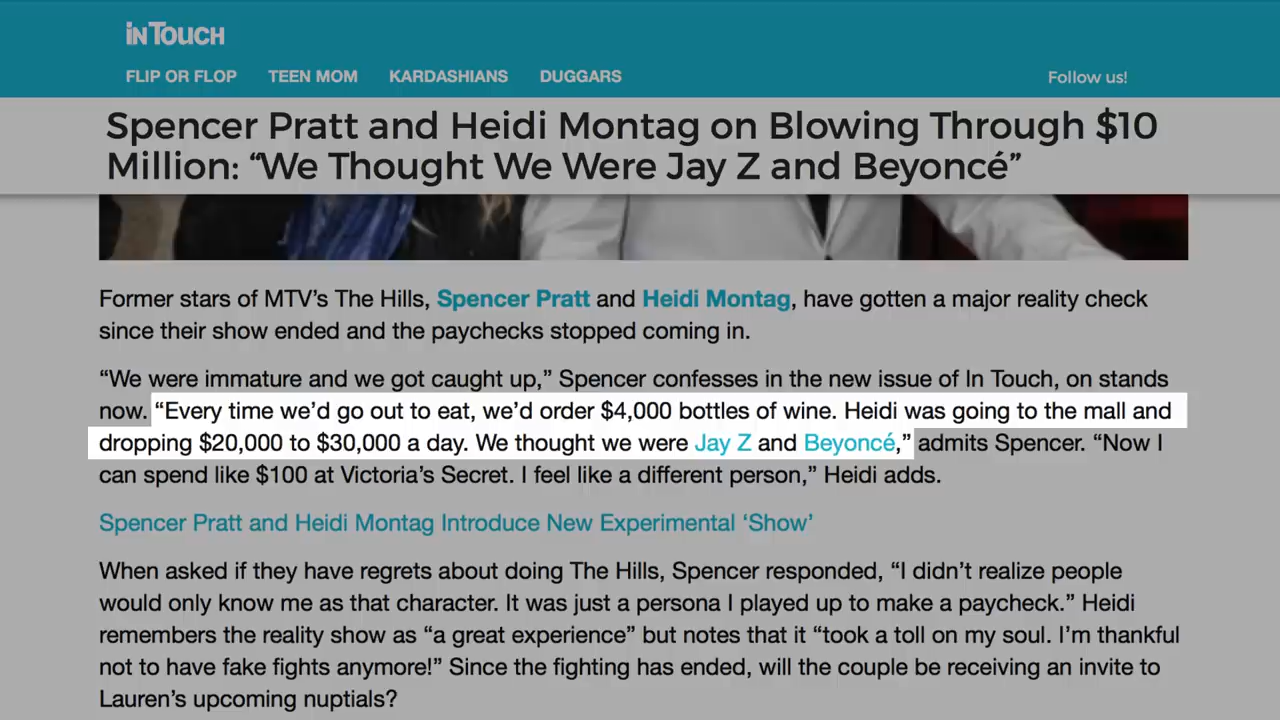 inTouch
FLIP OR FLOP TEEN MOM KARDASHIANS DUGGARS Follow us!
Spencer Pratt and Heidi Montag on Blowing Through $10
Million: “We Thought We Were Jay Z and Beyoncé”
Former stars of MTV’s The Hills, Spencer Pratt and Heidi Montag, have gotten a major reality check
since their show ended and the paychecks stopped coming in.
“We were immature and we got caught up,” Spencer confesses in the new issue of In Touch, on stands
now. “Every time we’d go out to eat, we’d order $4,000 bottles of wine. Heidi was going to the mall and
dropping $20,000 to $30,000 a day. We thought we were Jay Z and Beyoncé,” admits Spencer. “Now I
can spend like $100 at Victoria’s Secret. I feel like a different person,” Heidi adds.
Spencer Pratt and Heidi Montag Introduce New Experimental ‘Show’
When asked if they have regrets about doing The Hills, Spencer responded, “I didn’t realize people
would only know me as that character. It was just a persona I played up to make a paycheck.” Heidi
remembers the reality show as “a great experience” but notes that it “took a toll on my soul. I’m thankful
not to have fake fights anymore!” Since the fighting has ended, will the couple be receiving an invite to
Lauren’s upcoming nuptials?